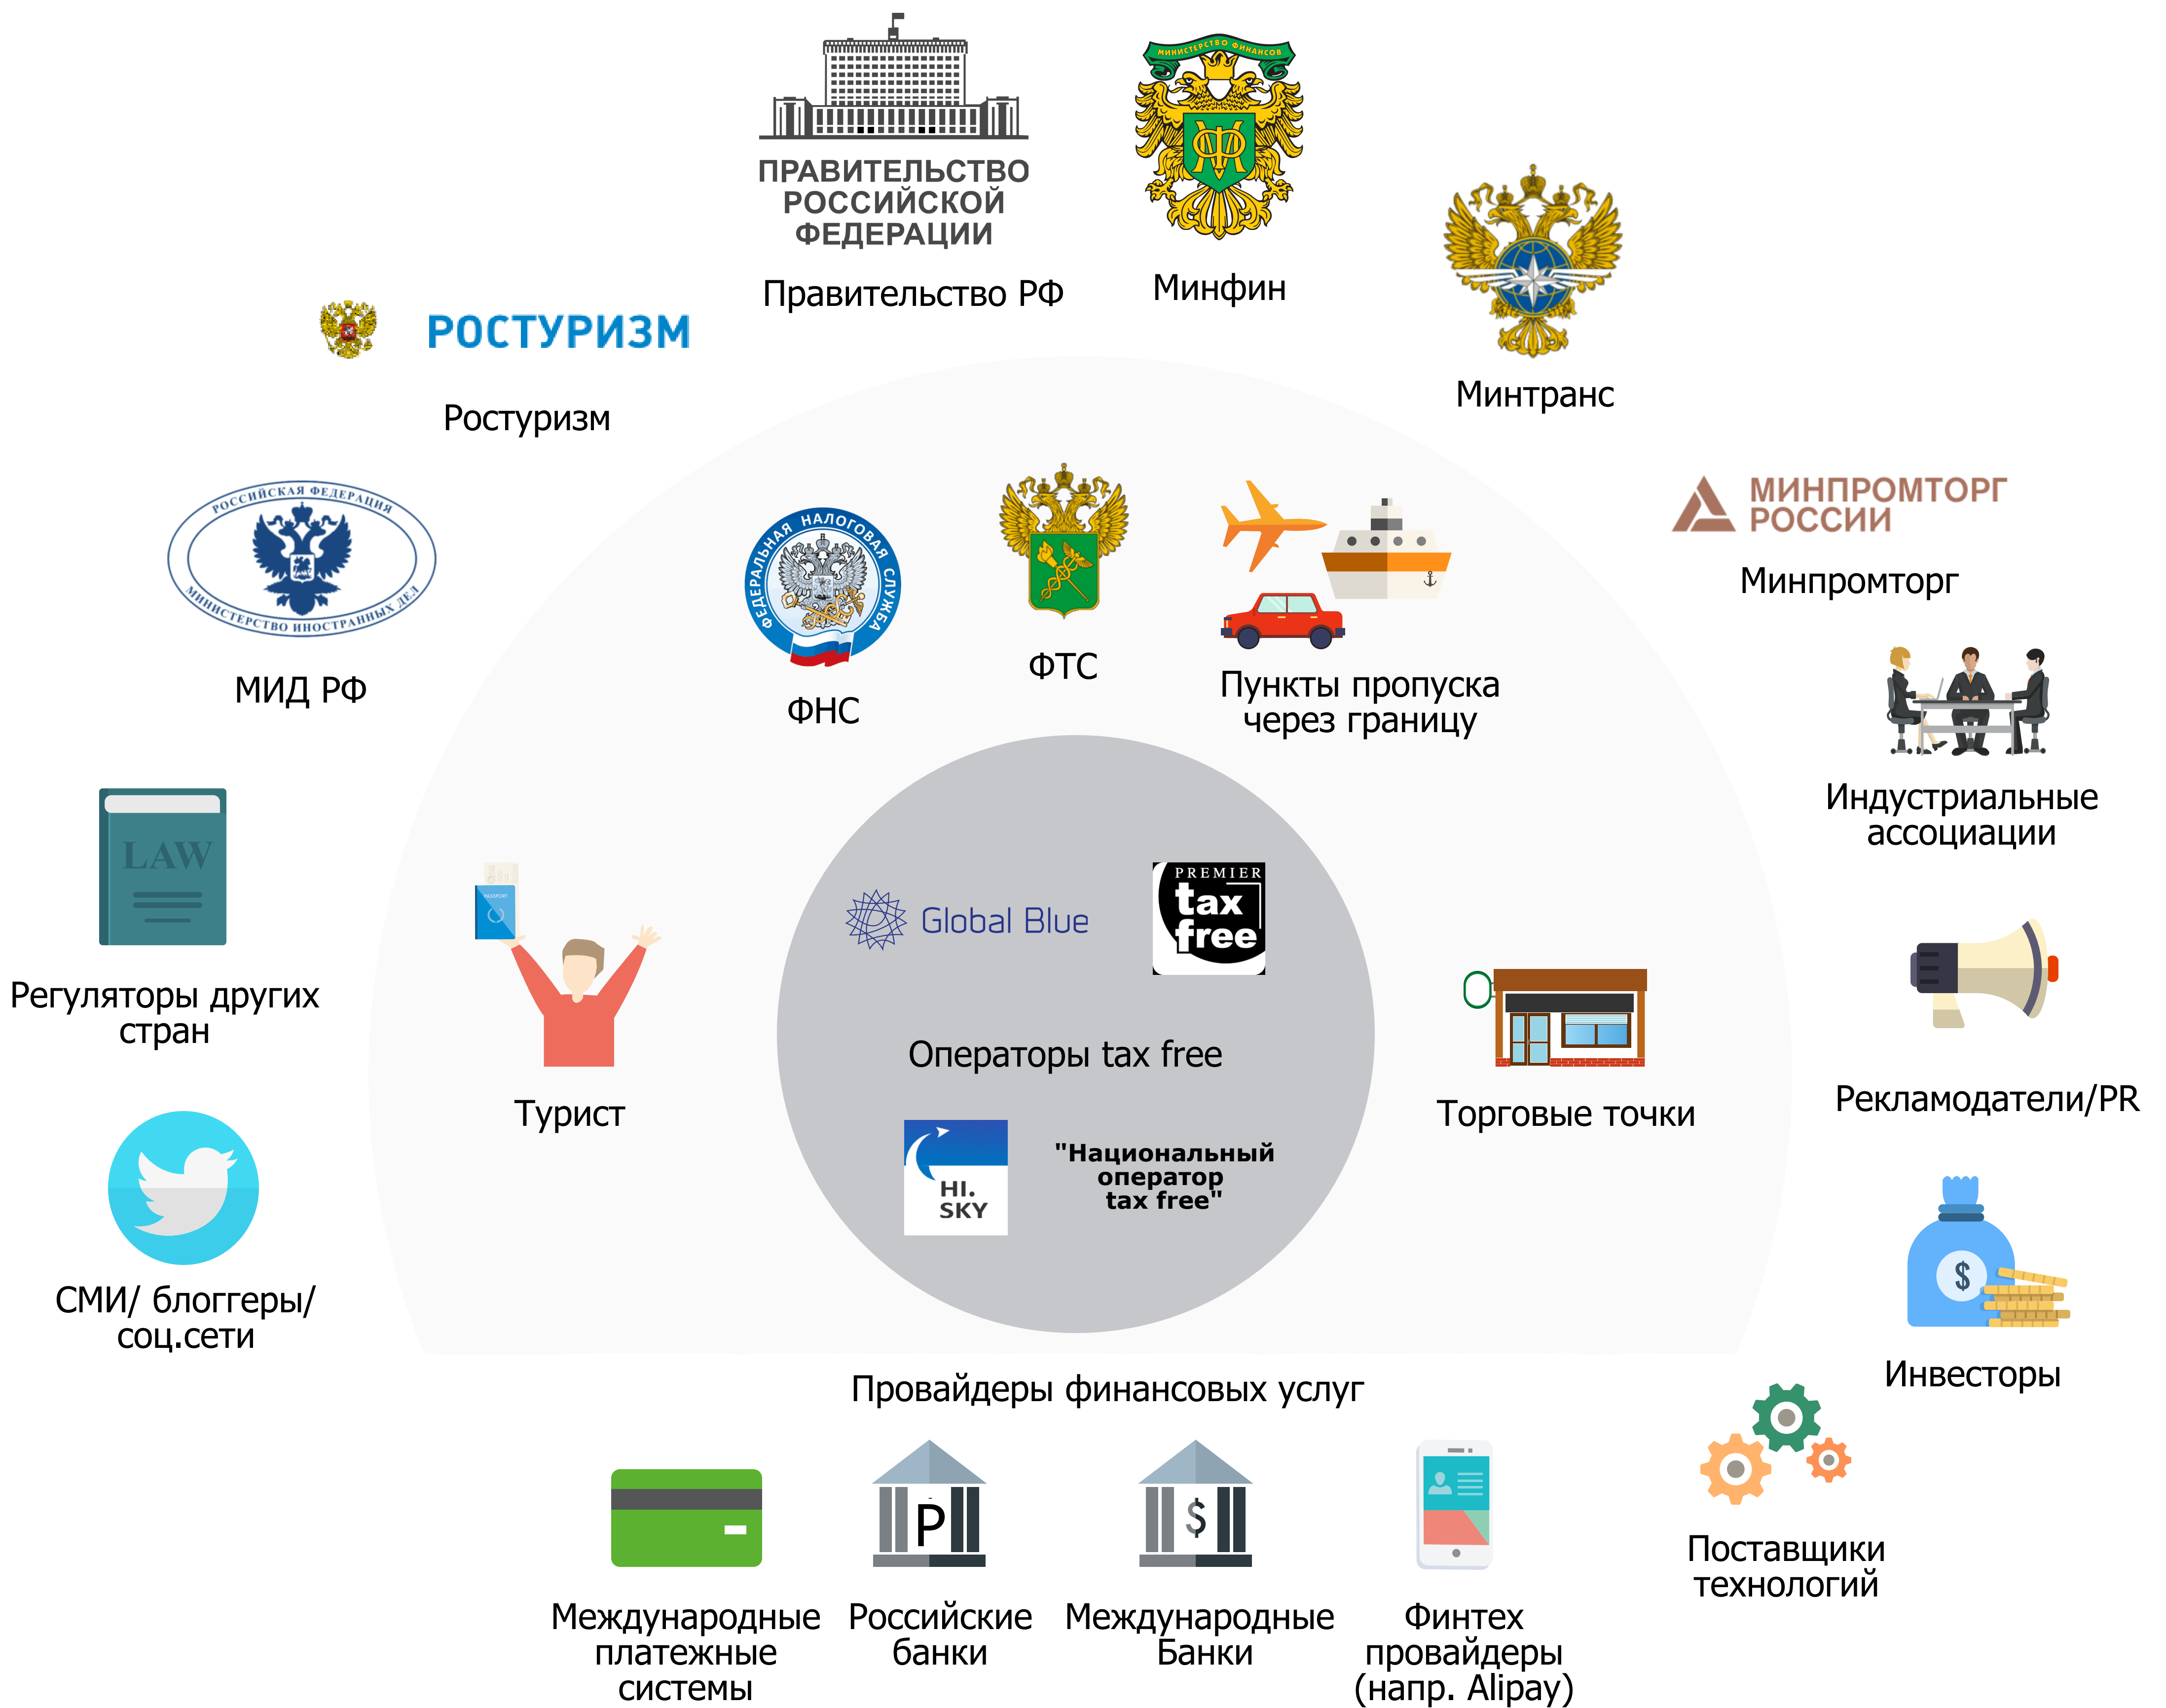 МИНИСТЕРСТВО ФИНАНСОВ
ПРАВИТЕЛЬСТВО
РОССИЙСКОЙ
ФЕДЕРАЦИИ
Правительство РФ
Минфин
Минтранс
РОСТУРИЗМ
Ростуризм
РОССИЙСКАЯ ФЕДЕРАЦИЯ
МИНИСТЕРСТВО ИНОСТРАННЫХ ДЕЛ
МИД РФ
ФЕДЕРАЛЬНАЯ НАЛОГОВАЯ СЛУЖБА
ФНС
ФТС
Пункты пропуска
через границу
МИНПРОМТОРГ
РОССИИ
Минпромторг
Индустриальные
ассоциации
LAW
Регуляторы других
стран
PASSPORT
Турист
Global Blue
PREMIER
tax
free
Операторы tax free
HI.
SKY
"Национальный
оператор
tax free"
Торговые точки
Рекламодатели/PR
СМИ/ блоггеры/
соц.сети
$
Инвесторы
Провайдеры финансовых услуг
Р
$
Международные
платежные
системы
Российские
банки
Международные
Банки
Финтех
провайдеры
(напр. Alipay)
Поставщики
технологий